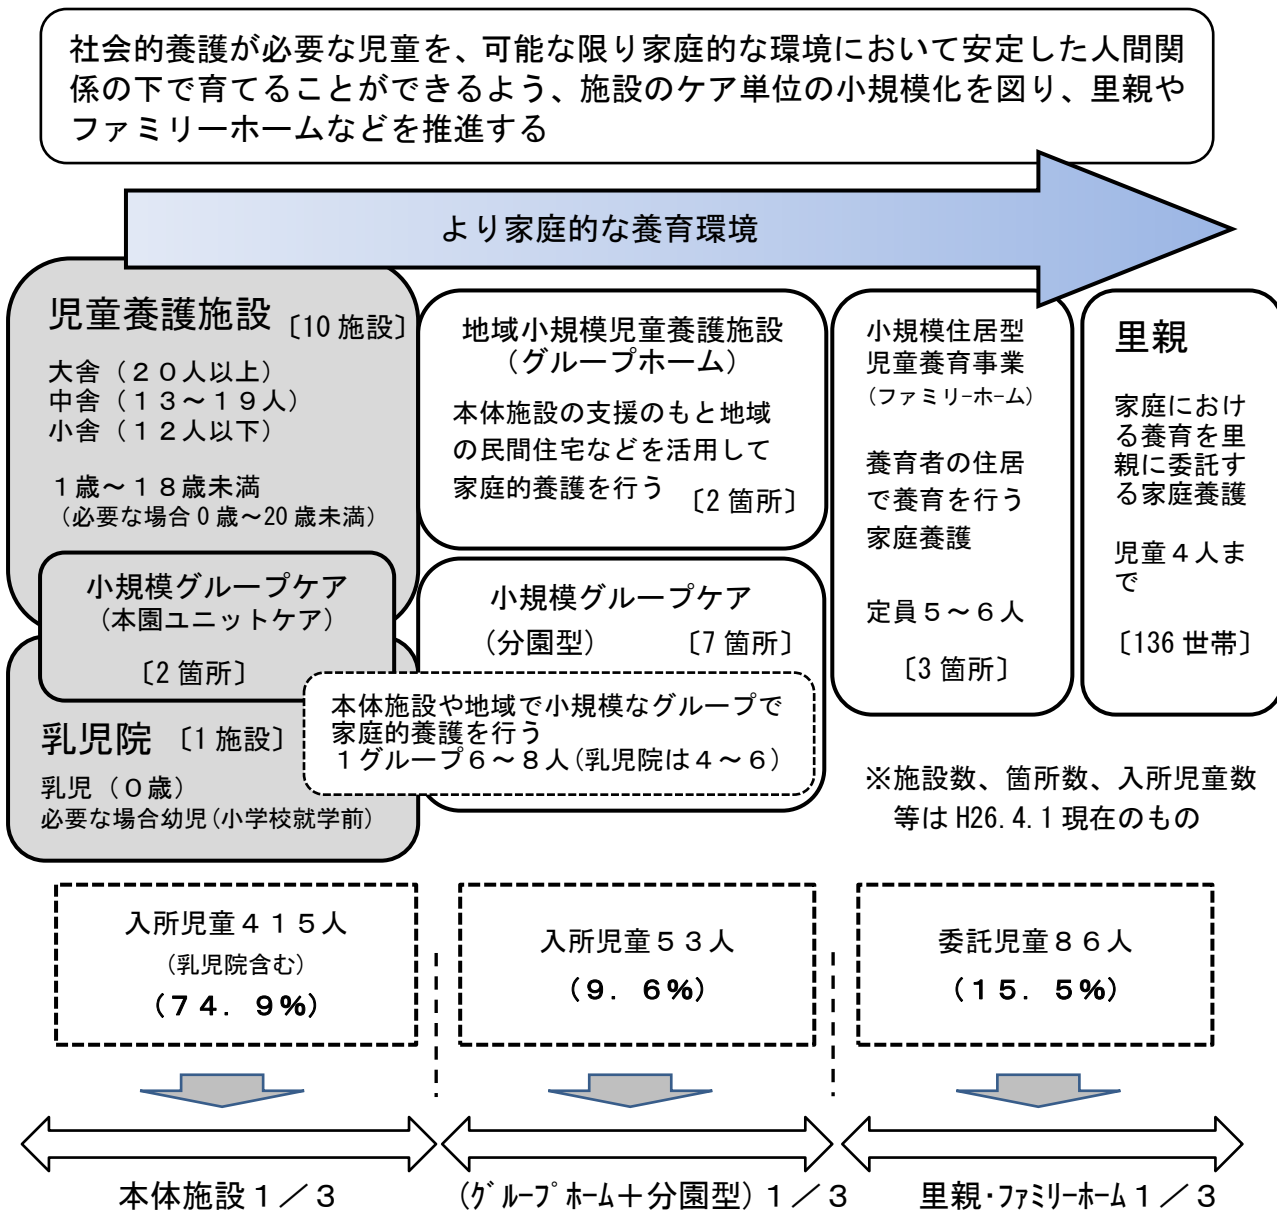 社会的養護が必要な児童を、可能な限り家庭的な環境において安定した人間関
係の下で育てることができるよう、施設のケア単位の小規模化を図り、里親や
ファミリーホームなどを推進する
より家庭的な養育環境
児童養護施設〔10 施設〕
大舎（２０人以上）
中舎（１３～１９人）
小舎（１２人以下）
１歳～１８歳未満
（必要な場合０歳～20 歳未満）
小規模グループケア
（本園ユニットケア）
〔2 箇所〕
乳児院〔1 施設〕
乳児（０歳）
必要な場合幼児（小学校就学前）
地域小規模児童養護施設
（グループホーム）
本体施設の支援のもと地域
の民間住宅などを活用して
家庭的養護を行う〔2 箇所〕
小規模グループケア
（分園型）〔7 箇所〕
本体施設や地域で小規模なグループで
家庭的養護を行う
１グループ６～８人（乳児院は４～６）
小規模住居型
児童養育事業
（ファミリーホーム）
養育者の住居
で養育を行う
家庭養護
定員５～６人
〔3 箇所〕
里親
家庭におけ
る養育を里
親に委託す
る家庭養護
児童４人ま
で
〔136 世帯〕
※施設数、箇所数、入所児童数
等は H26.4.1 現在のもの
入所児童４１５人
（乳児院含む）
（７４．９％）
入所児童５３人
（９．６％）
委託児童８６人
（１５．５％）
本体施設１／３
（ｸﾞﾙｰﾌﾟﾎｰﾑ＋分園型）１／３
里親・ﾌｧﾐﾘｰﾎｰﾑ１／３